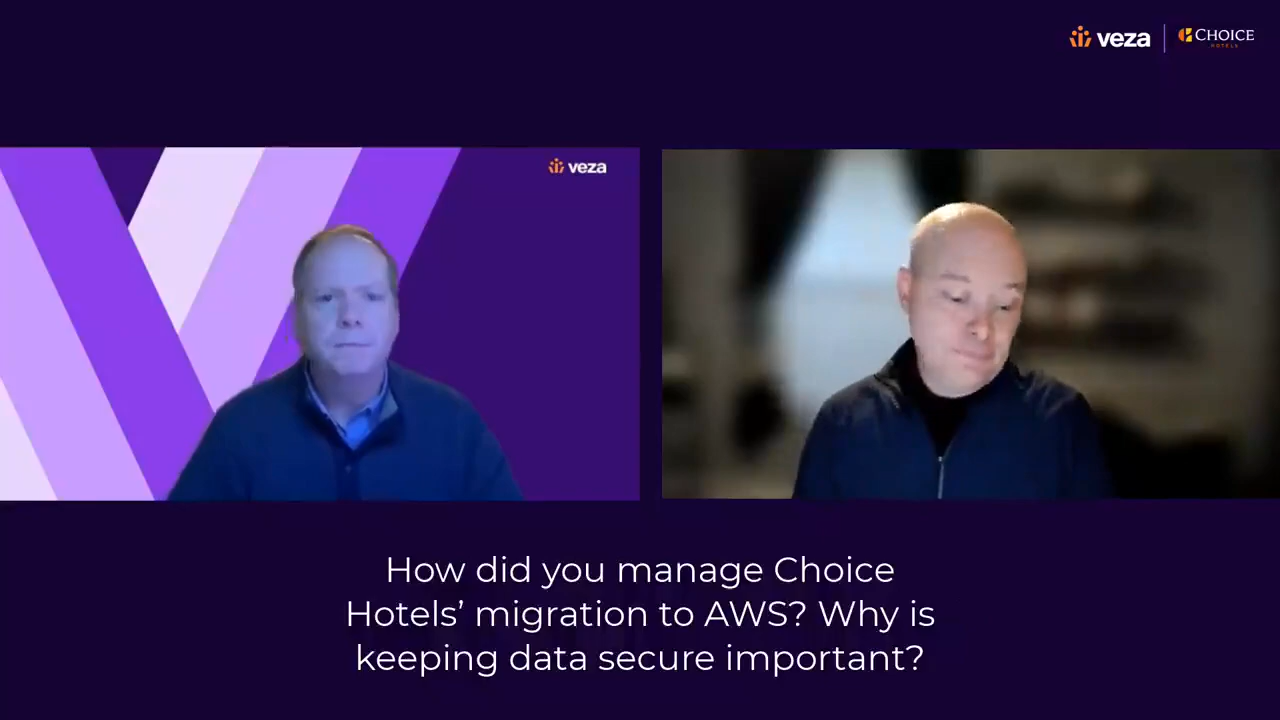 veza
CHOICE
HOTELS
veza
How did you manage Choice
Hotels’ migration to AWS? Why is
keeping data secure important?